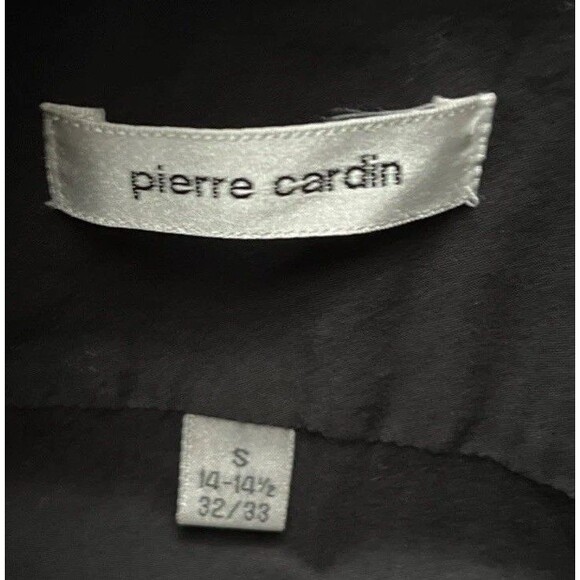 pierre cardin
S
14-14½
32/33